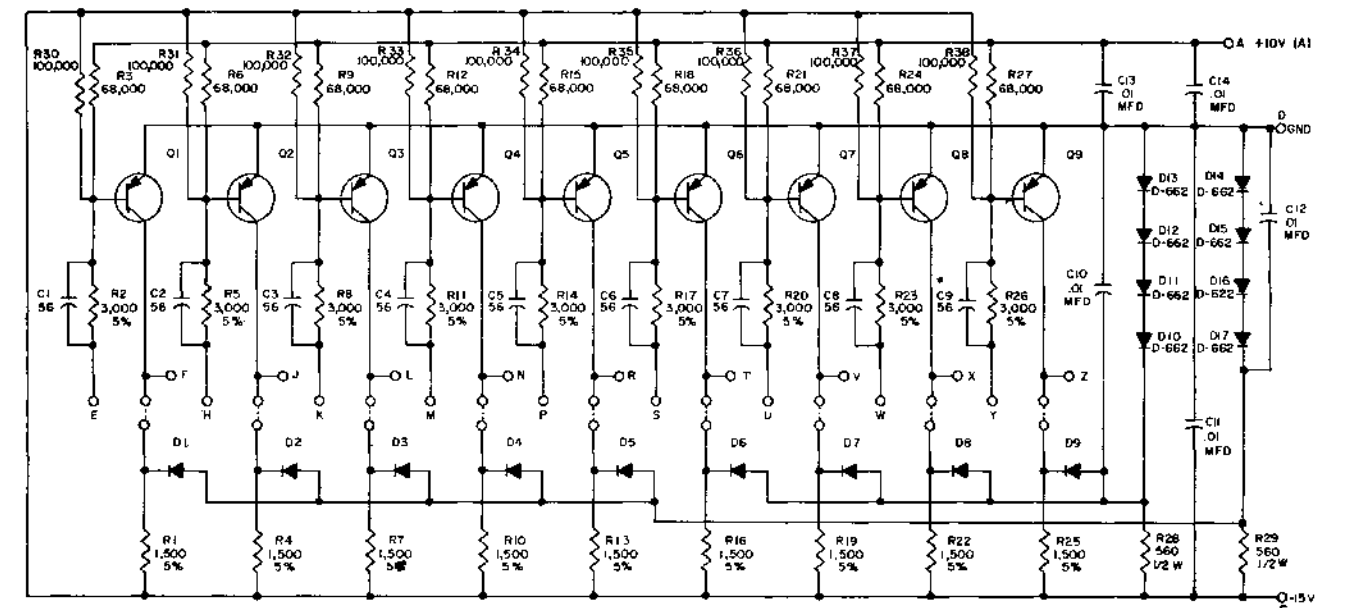 R30
100,000
R3
68,000
R31
100,000
R6
68,000
R32
100,000
R9
68,000
R33
100,000
R12
68,000
R34
100,000
R15
68,000
R35
100,000
R18
68,000
R36
100,000
R21
68,000
R37
100,000
R24
68,000
R38
100,000
R27
68,000
C13
.01
MFD
C14
.01
MFD
A +10V (A)
D
GND
Q1
Q2
Q3
Q4
Q5
Q6
Q7
Q8
Q9
D13
D-662
D14
D-662
D12
D-662
D15
D-662
C12
.01
MFD
D11
D-662
D16
D-622
D10
D-662
D17
D-662
C1
56
R2
3,000
5%
C2
56
R5
3,000
5%
C3
56
R8
3,000
5%
C4
56
R11
3,000
5%
C5
56
R14
3,000
5%
C6
56
R17
3,000
5%
C7
56
R20
3,000
5%
C8
56
R23
3,000
5%
C9
56
R26
3,000
5%
C10
.01
MFD
F
J
L
N
R
T
V
X
Z
E
H
K
M
P
S
U
W
Y
C11
.01
MFD
D1
D2
D3
D4
D5
D6
D7
D8
D9
R1
1,500
5%
R4
1,500
5%
R7
1,500
5%
R10
1,500
5%
R13
1,500
5%
R16
1,500
5%
R19
1,500
5%
R22
1,500
5%
R25
1,500
5%
R28
560
1/2 W
R29
560
1/2 W
-15V